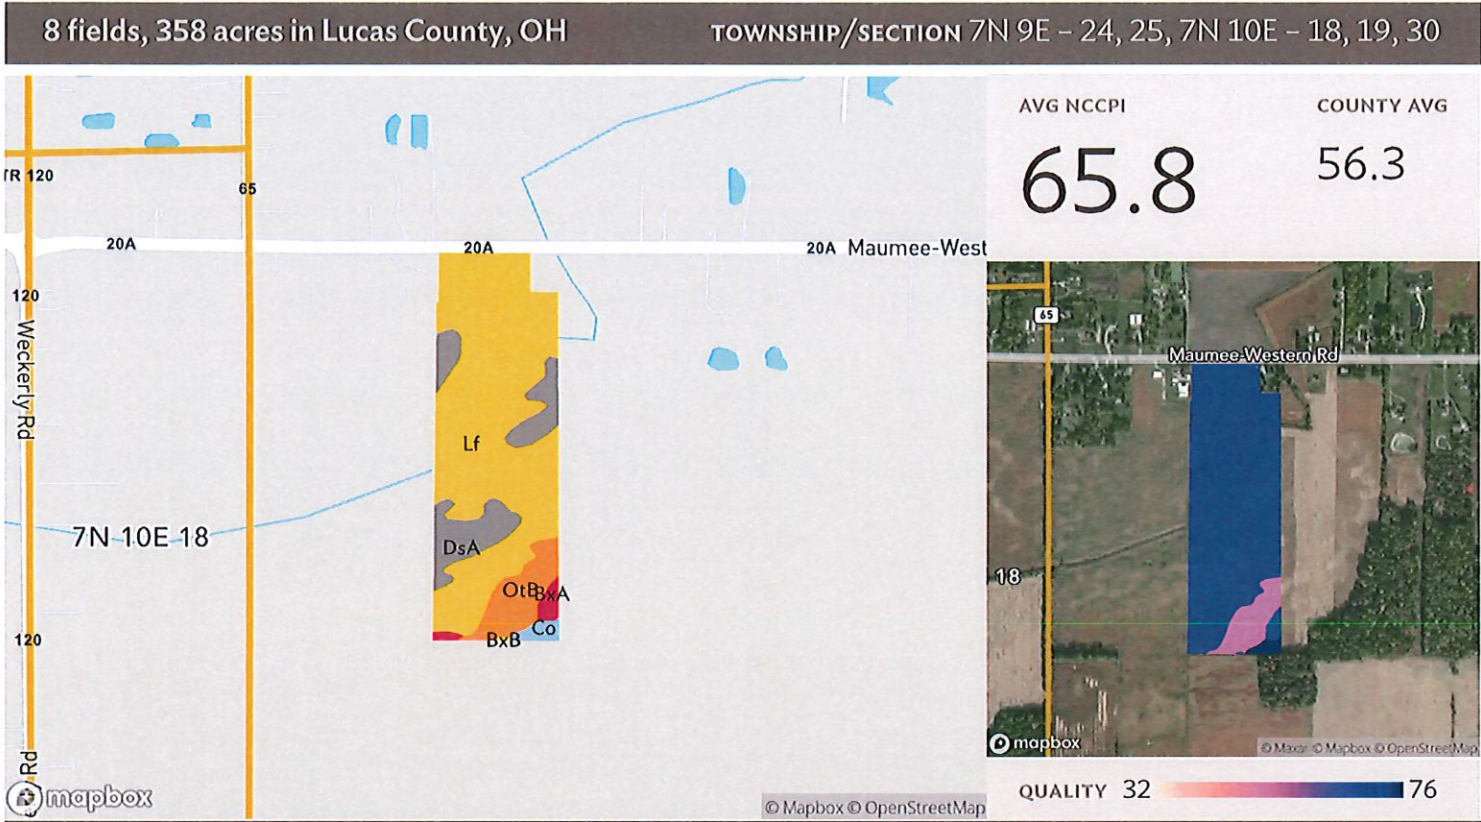 8 fields, 358 acres in Lucas County, OH
TOWNSHIP/SECTION 7N 9E – 24, 25, 7N 10E – 18, 19, 30
TR 120
65
20A
20A
20A Maumee-West
120
Weckerly Rd
Lf
7N 10E 18
DsA
OtB
BxA
Co
BxB
120
Rd
mapbox
© Mapbox © OpenStreetMap
AVG NCCPI
COUNTY AVG
65.8
56.3
65
Maumee-Western Rd
18
mapbox
© Maxar © Mapbox © OpenStreetMap
QUALITY 32
76